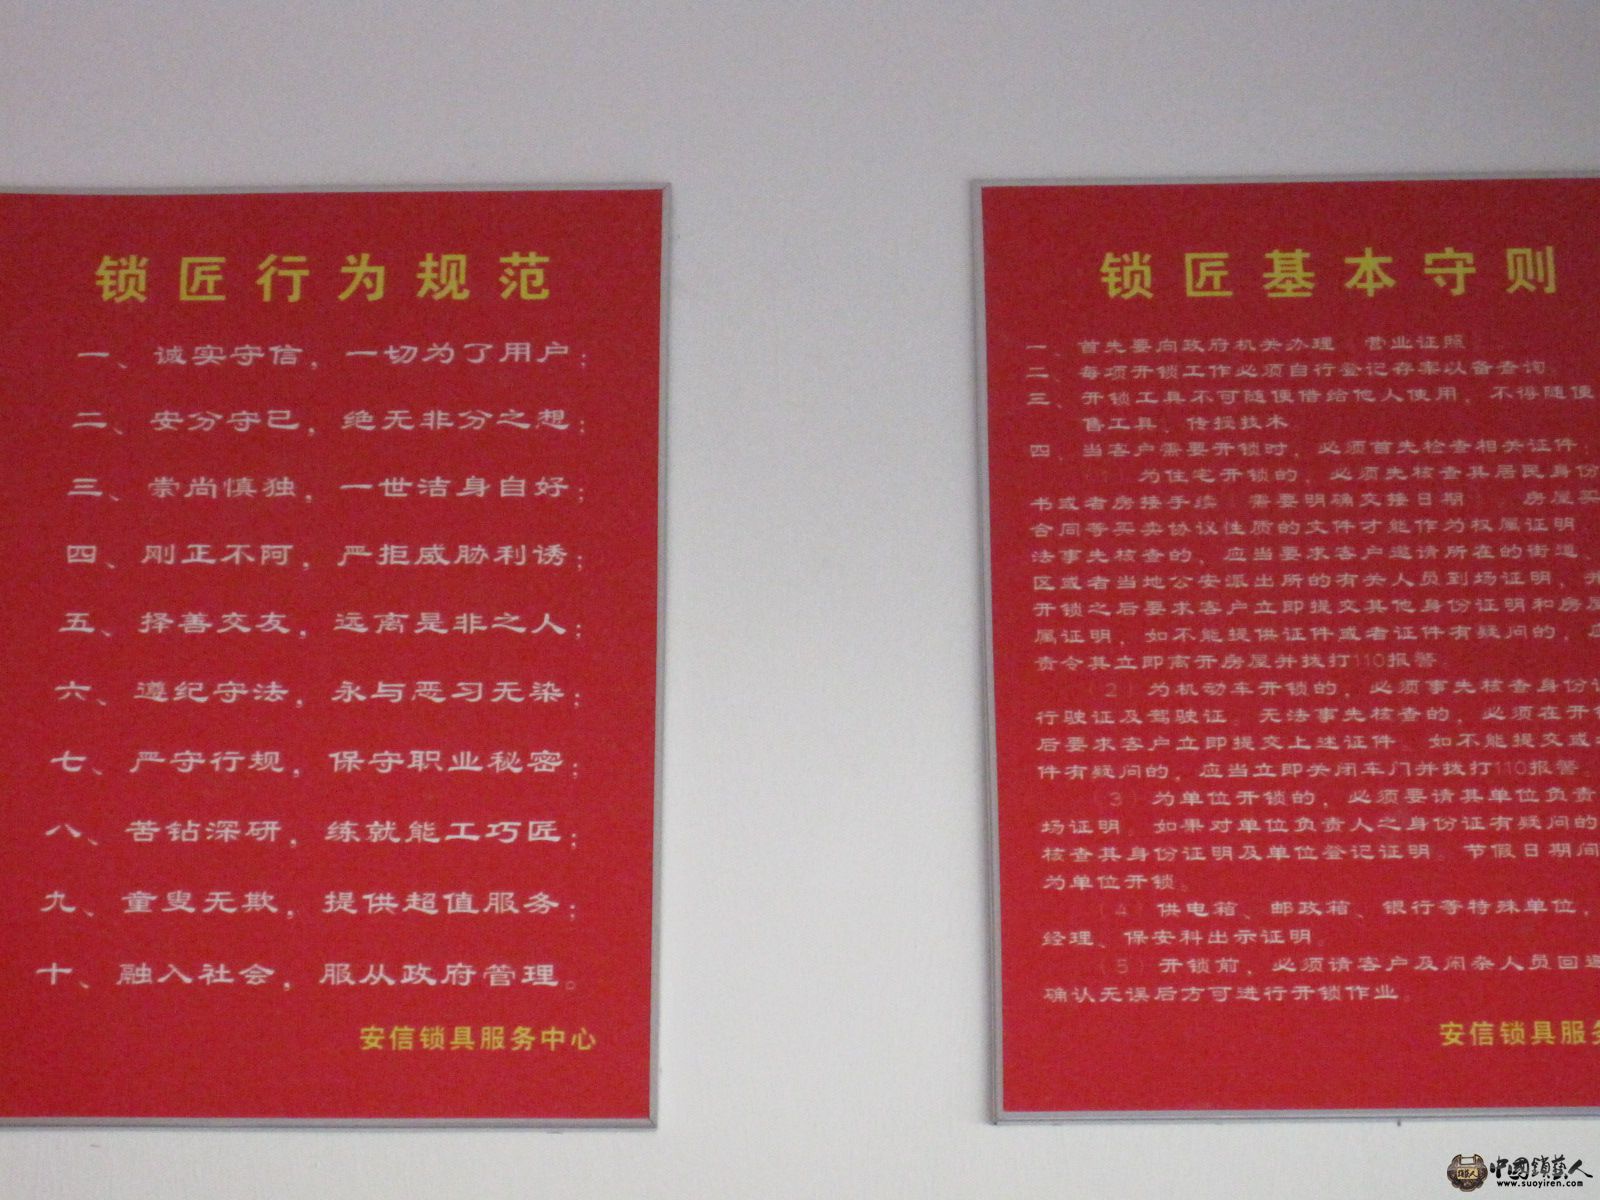 锁匠行为规范
一、诚实守信，一切为了用户；
二、安分守己，绝无非分之想；
三、崇尚慎独，一世洁身自好；
四、刚正不阿，严拒威胁利诱；
五、择善交友，远离是非之人；
六、遵纪守法，永与恶习无染；
七、严守行规，保守职业秘密；
八、苦钻深研，练就能工巧匠；
九、童叟无欺，提供超值服务；
十、融入社会，服从政府管理。
安信锁具服务中心
锁匠基本守则
一、首先要向政府机关办理 营业证照
二、每项开锁工作必须自行登记存案以备查询。
三、开锁工具不可随便借给他人使用，不得随便
售工具、传授技术
四、当客户需要开锁时，必须首先检查相关证件；
为住宅开锁的，必须先核查其居民身份
书或者房接手续（需要明确交接日期），房屋买
合同等买卖协议性质的文件才能作为权属证明，
法事先核查的、应当要求客户邀请所在的街道、
区或者当地公安派出所的有关人员到场证明，并
开锁之后要求客户立即提交其他身份证明和房屋
属证明，如不能提供证件或者证件有疑问的，应
责令其立即离开房屋并拨打110报警。
（2）为机动车开锁的，必须事先核查身份证
行驶证及驾驶证。无法事先核查的，必须在开锁
后要求客户立即提交上述证件。如不能提交或
件有疑问的，应当立即关闭车门并拨打110报警。
（3）为单位开锁的，必须要请其单位负责
场证明。如果对单位负责人之身份证有疑问的
核查其身份证明及单位登记证明。节假日期间
为单位开锁。
（4）供电箱、邮政箱、银行等特殊单位，
经理、保安科出示证明。
（5）开锁前，必须请客户及闲杂人员回避
确认无误后方可进行开锁作业。
安信锁具服务
中國鎖藝人
www.suoyiren.com